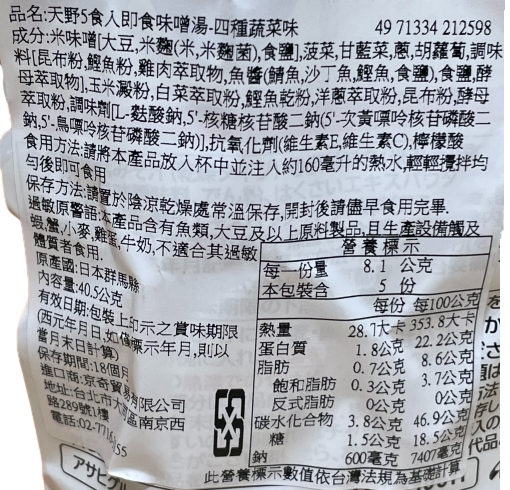 品名:天野5食入即食味噌湯-四種蔬菜味 49 71334 212598
成分:米味噌[大豆,米麴(米,米麴菌),食鹽],菠菜,甘藍菜,蔥,胡蘿蔔,調味
料[昆布粉,鰹魚粉,雞肉萃取物,魚醬(鯖魚,沙丁魚,鰹魚,食鹽),食鹽,酵
母萃取物],玉米澱粉,白菜萃取粉,鰹魚乾粉,洋蔥萃取粉,昆布粉,酵母
萃取粉,調味劑[L-麩酸鈉,5'-核糖核苷酸二鈉(5'-次黃嘌呤核苷磷酸二
鈉,5'-鳥嘌呤核苷磷酸二鈉)],抗氧化劑(維生素E,維生素C),檸檬酸
食用方法:請將本產品放入杯中並注入約160毫升的熱水,輕輕攪拌均
勻後即可食用
保存方法:請置於陰涼乾燥處常溫保存,開封後請儘早食用完畢.
過敏原警語:本產品含有魚類,大豆及以上原料製品,且生產設備觸及
蝦,蟹,小麥,雞蛋,牛奶,不適合其過敏
體質者食用.
原產國:日本群馬縣
內容量:40.5公克
有效日期:包裝上印示之賞味期限
(西元年月日,如僅標示年月,則以
當月末日計算)
保存期間:18個月
進口商:京奇貿易有限公司
地址:台北市大同區南京西
路289號1樓
電話:02-771 55
營養標示
每一份量 8.1 公克
本包裝含 5 份
每份 每100公克
熱量 28.7大卡 353.8大卡
蛋白質 1.8公克 22.2公克
脂肪 0.7公克 8.6公克
飽和脂肪 0.3公克 3.7公克
反式脂肪 0公克 0公克
碳水化合物 3.8公克 46.9公克
糖 1.5公克 18.5公克
鈉 600毫克 7407毫克
此營養標示數值依台灣法規為基礎計算
アサヒグル